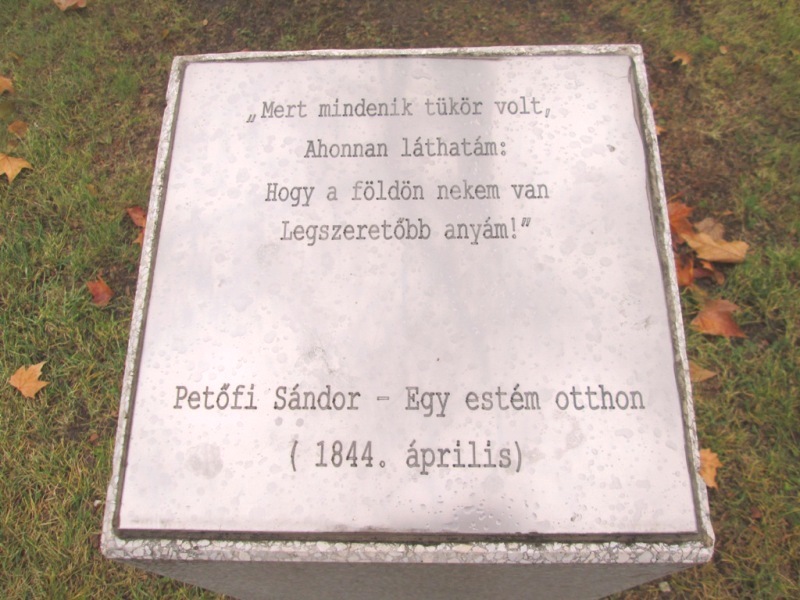 „Mert mindenik tükör volt,
Ahonnan láthatám:
Hogy a földön nekem van
Legszeretőbb anyám!”
Petőfi Sándor - Egy estém otthon
( 1844. április)